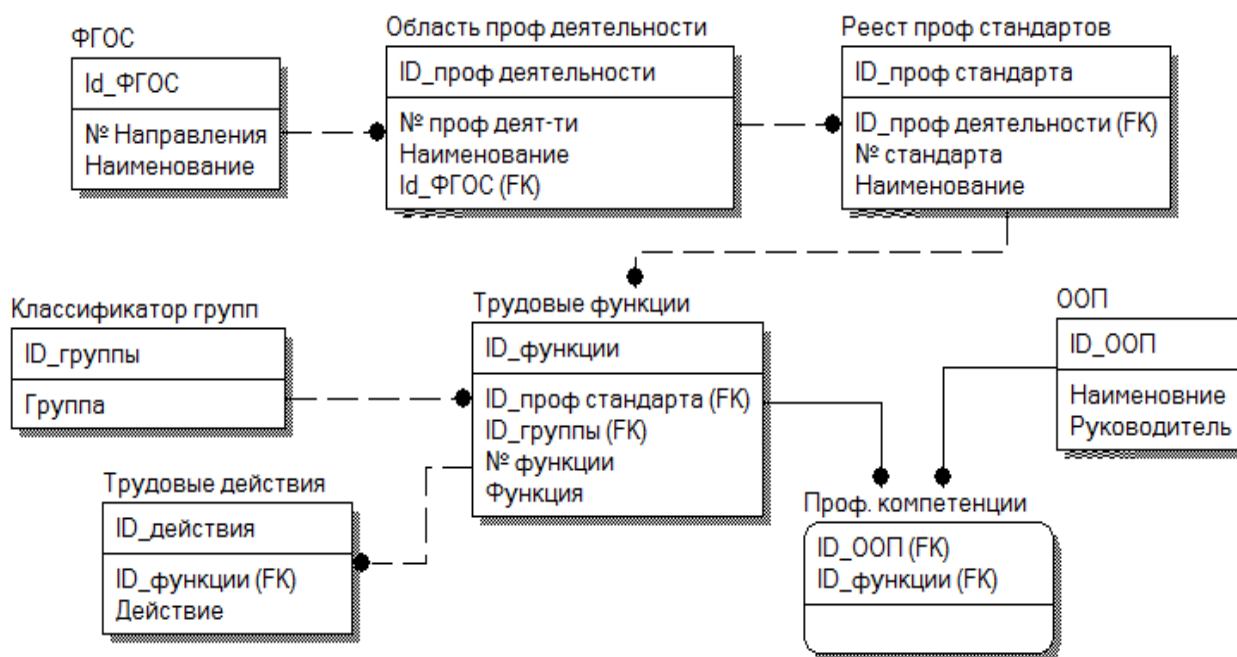 ФГОС
Id_ФГОС
№ Направления
Наименование
Область проф деятельности
ID_проф деятельности
№ проф деят-ти
Наименование
Id_ФГОС (FK)
Реест проф стандартов
ID_проф стандарта
ID_проф деятельности (FK)
№ стандарта
Наименование
Классификатор групп
ID_группы
Группа
Трудовые функции
ID_функции
ID_проф стандарта (FK)
ID_группы (FK)
№ функции
Функция
ООП
ID_ООП
Наименовние
Руководитель
Трудовые действия
ID_действия
ID_функции (FK)
Действие
Проф. компетенции
ID_ООП (FK)
ID_функции (FK)